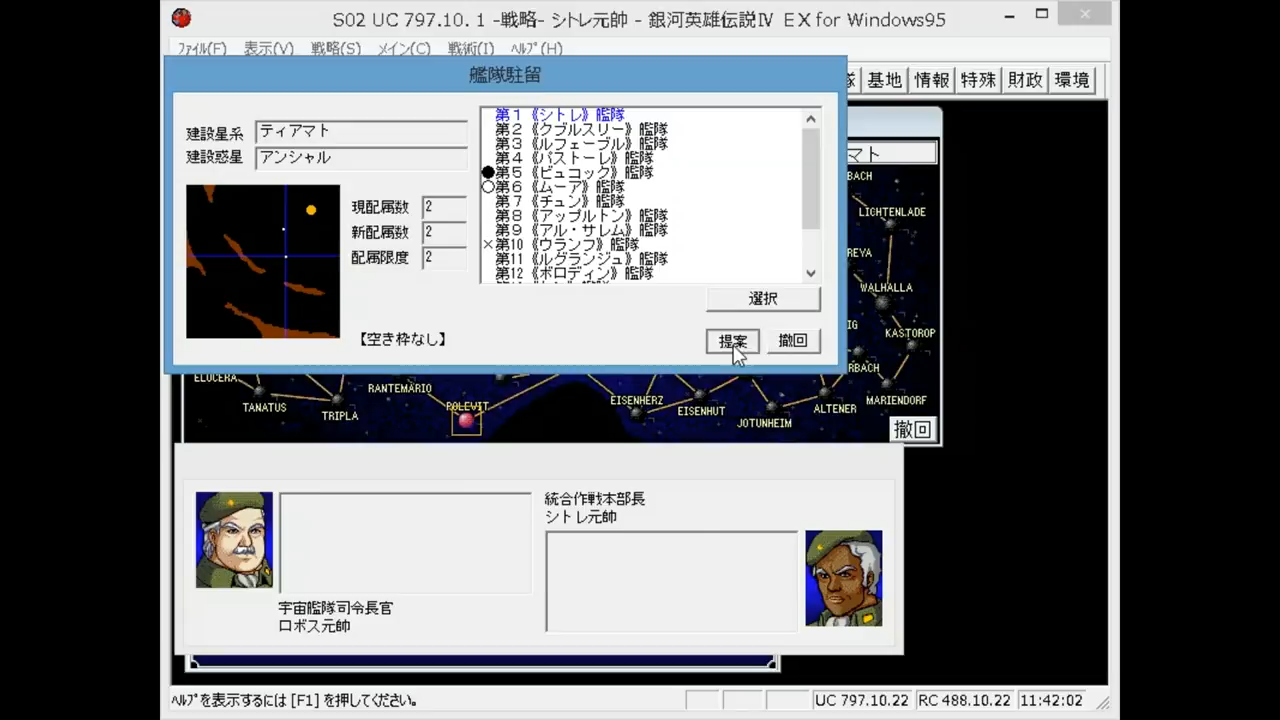 S02 UC 797.10. 1 -戦略- シトレ元帥 - 銀河英雄伝説Ⅳ EX for Windows95
ﾌｧｲﾙ(F) 表示(V) 戦略(S) メイン(C) 戦術(I) ﾍﾙﾌﾟ(H)
基地 情報 特殊 財政 環境
艦隊駐留
建設星系 ティアマト
建設惑星 アンシャル
現配属数 2
新配属数 2
配属限度 2
【空き枠なし】
第1《シトレ》艦隊
第2《クブルスリー》艦隊
第3《ルフェーブル》艦隊
第4《パストーレ》艦隊
●第5《ビュコック》艦隊
○第6《ムーア》艦隊
第7《チュン》艦隊
第8《アップルトン》艦隊
第9《アル・サレム》艦隊
×第10《ウランフ》艦隊
第11《ルグランジュ》艦隊
第12《ボロディン》艦隊
選択
提案 撤回
マト
BACH
LICHTENLADE
REYA
WALHALLA
IG
KASTOROP
RBACH
MARIENDORF
ELUCERA
TANATUS
TRIPLA
RANTEMARIO
POLEVIT
EISENHERZ
EISENHUT
JOTUNHEIM
ALTENER
撤回
統合作戦本部長
シトレ元帥
宇宙艦隊司令長官
ロボス元帥
ﾍﾙﾌﾟを表示するには [F1] を押してください。
UC 797.10.22 RC 488.10.22 11:42:02